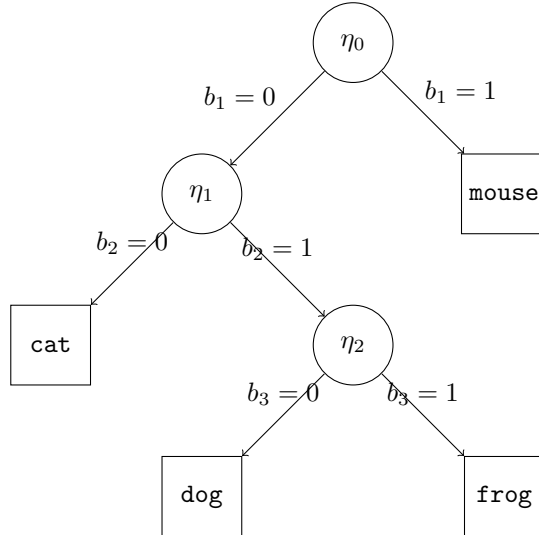 η₀
b₁ = 0
b₁ = 1
η₁
mouse
b₂ = 0
b₂ = 1
cat
η₂
b₃ = 0
b₃ = 1
dog
frog